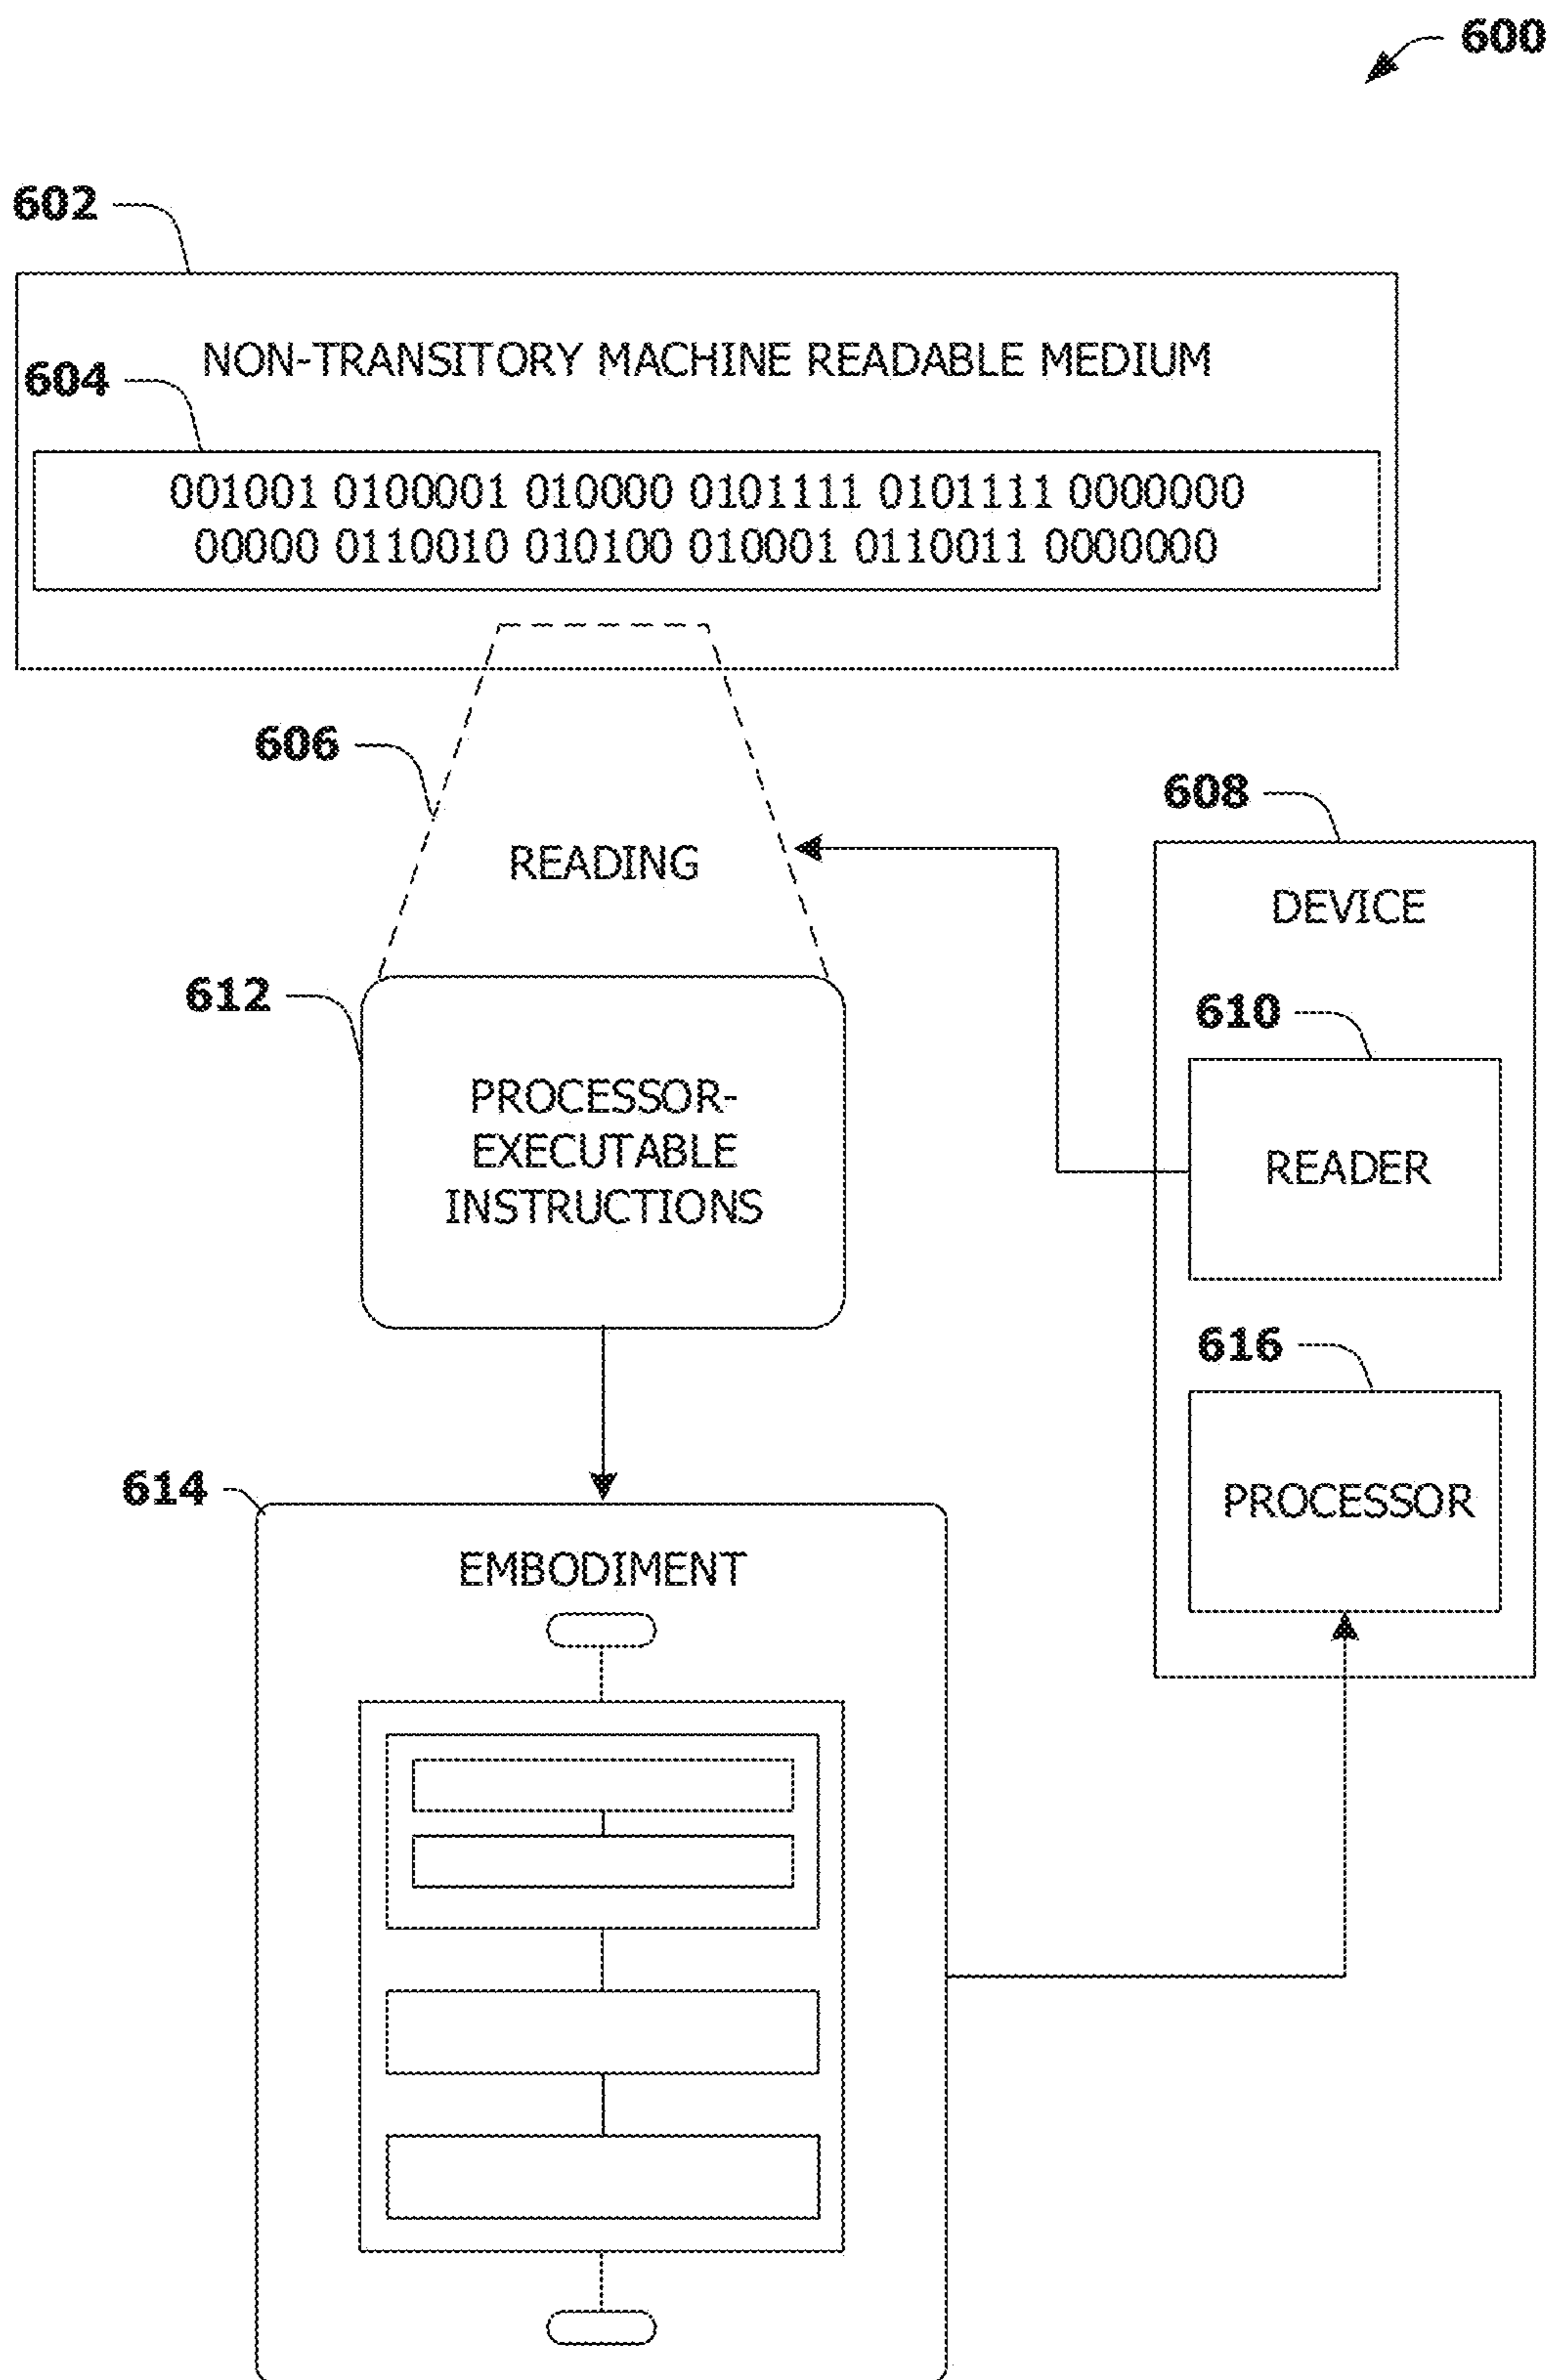 600
602
NON-TRANSITORY MACHINE READABLE MEDIUM
604
001001 0100001 010000 0101111 0101111 0000000
00000 0110010 010100 010001 0110011 0000000
606
READING
608
DEVICE
610
READER
612
PROCESSOR-
EXECUTABLE
INSTRUCTIONS
616
PROCESSOR
614
EMBODIMENT